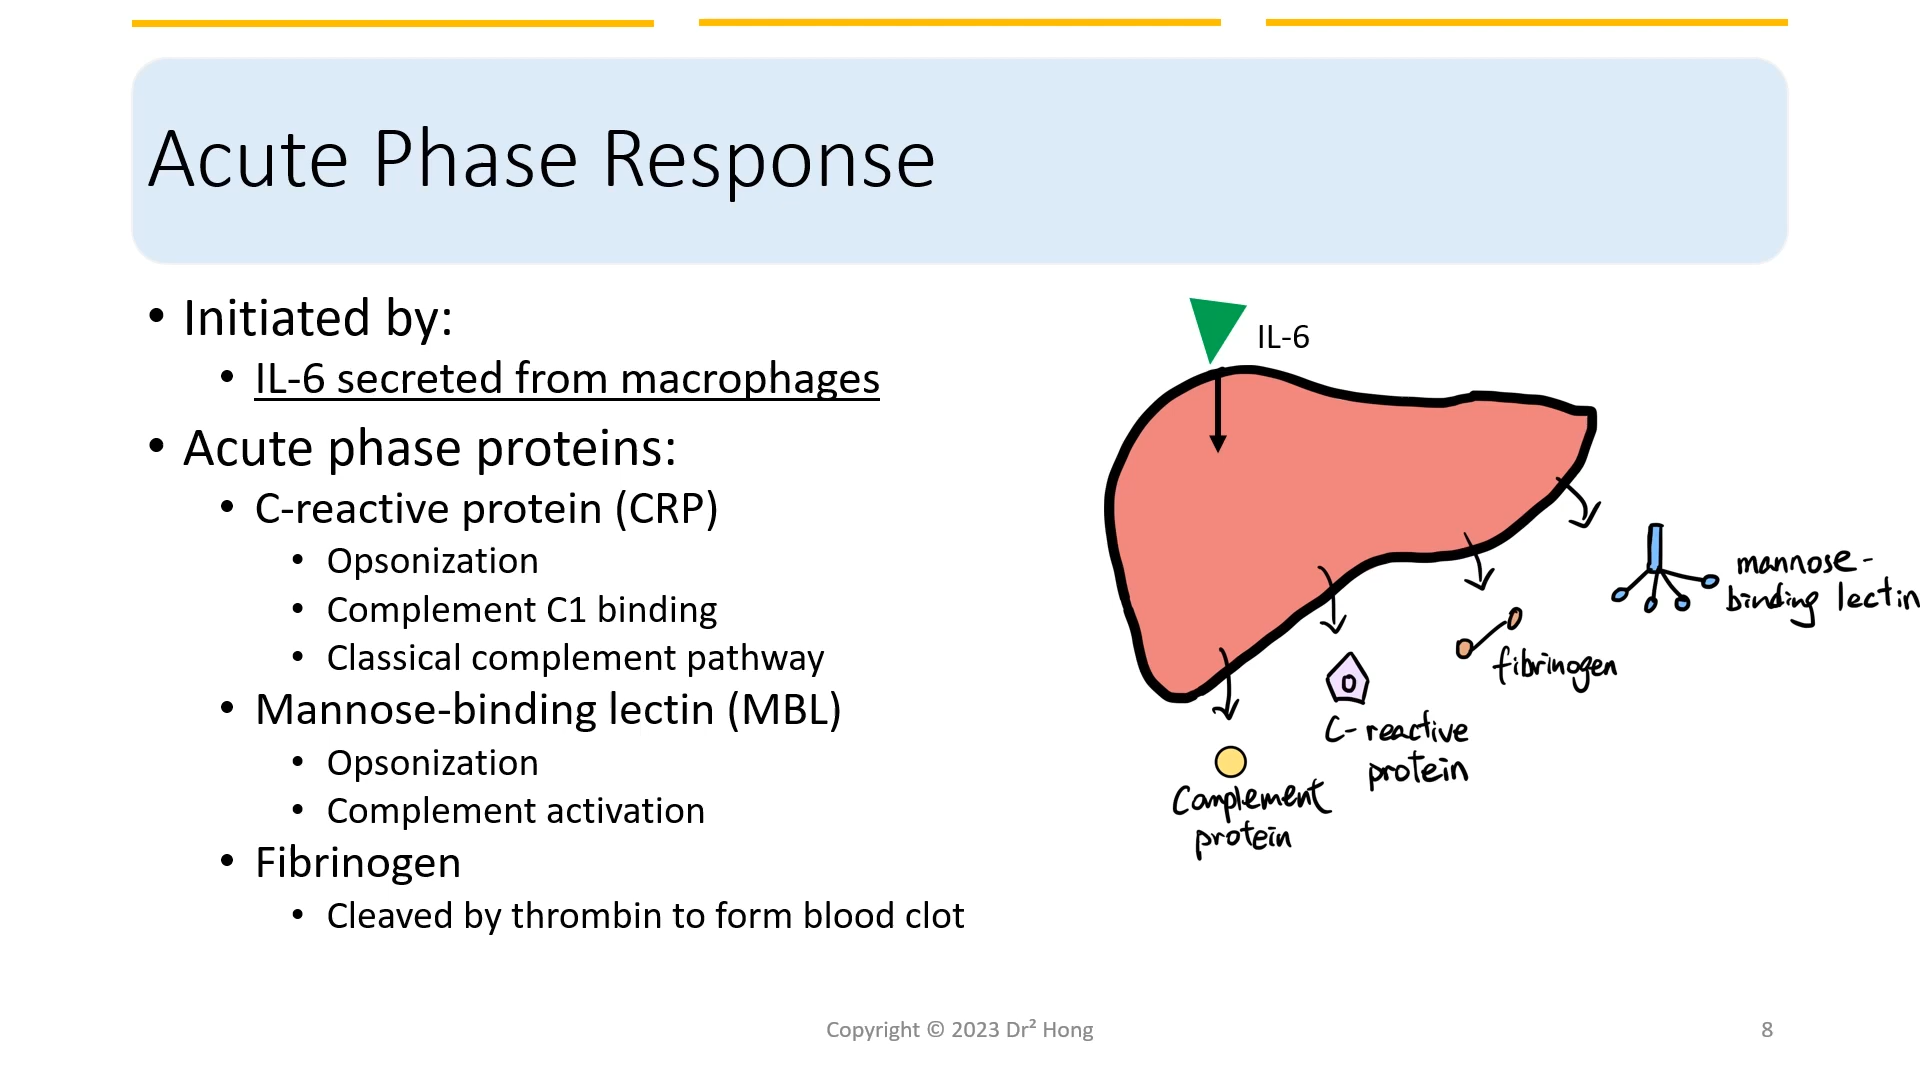 Acute Phase Response
• Initiated by:
• IL-6 secreted from macrophages
• Acute phase proteins:
• C-reactive protein (CRP)
• Opsonization
• Complement C1 binding
• Classical complement pathway
• Mannose-binding lectin (MBL)
• Opsonization
• Complement activation
• Fibrinogen
• Cleaved by thrombin to form blood clot
IL-6
mannose-
binding lectin
fibrinogen
C-reactive
protein
Complement
protein
Copyright © 2023 Dr² Hong
8